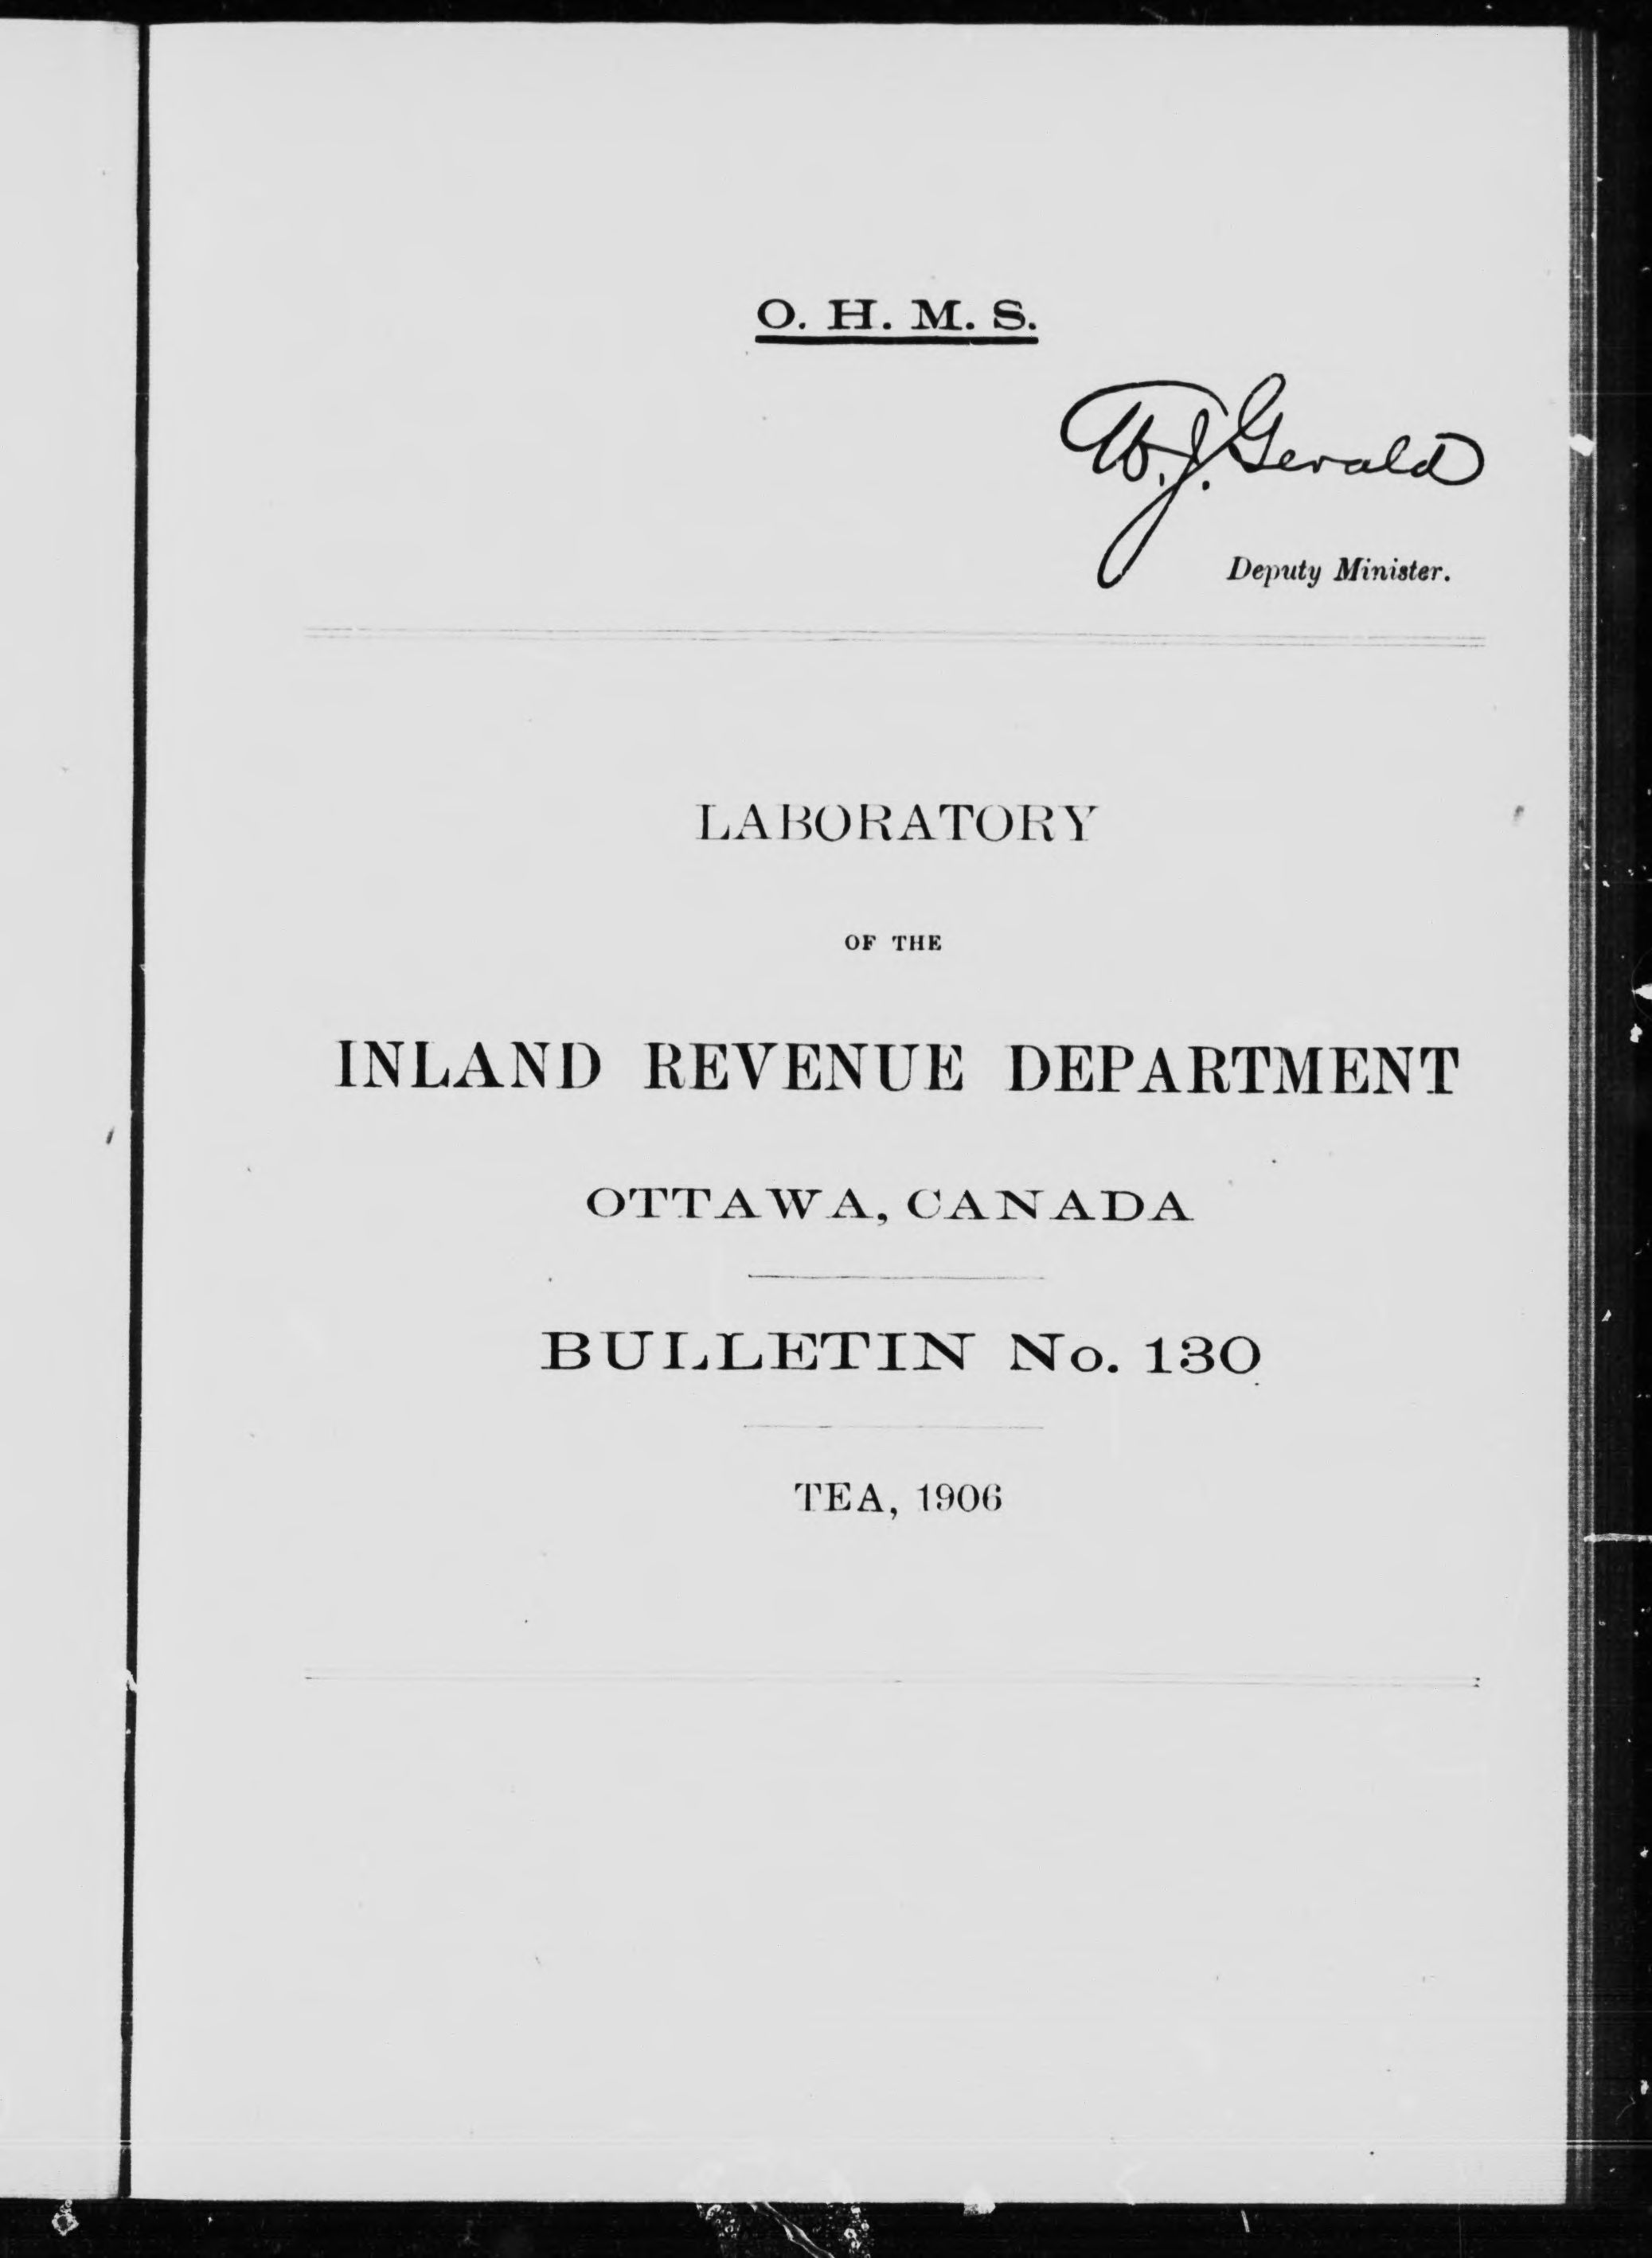 O. H. M. S.
W. J. Gerald
Deputy Minister.
LABORATORY
OF THE
INLAND REVENUE DEPARTMENT
OTTAWA, CANADA
BULLETIN No. 130
TEA, 1906